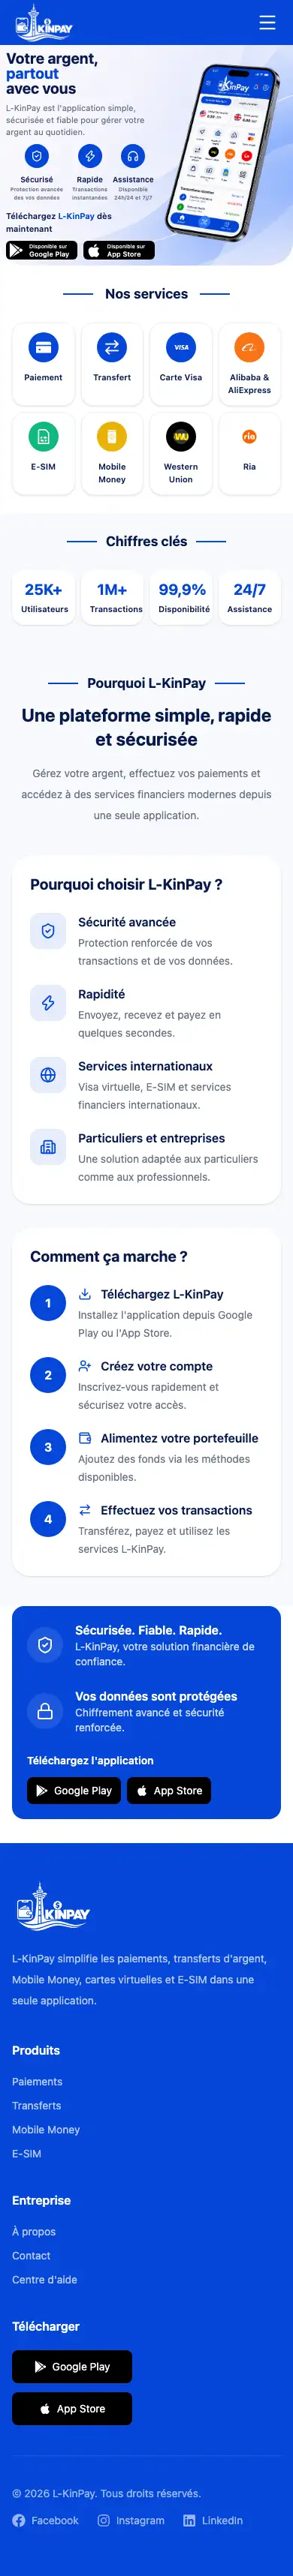 KINPAY
Votre argent,
partout
avec vous
L-KinPay est l'application simple,
sécurisée et fiable pour gérer votre
argent au quotidien.
Sécurisé
Protection avancée
des vos données
Rapide
Transactions
instantanées
Assistance
Disponible
24h/24 et 7j/7
Téléchargez L-KinPay dès
maintenant
Disponible sur
Google Play
Disponible sur
App Store
KINPAY
Nos services
Paiement
Transfert
VISA
Carte Visa
Alibaba &
AliExpress
E-SIM
Mobile
Money
WU
Western
Union
ria
Ria
Chiffres clés
25K+
Utilisateurs
1M+
Transactions
99,9%
Disponibilité
24/7
Assistance
Pourquoi L-KinPay
Une plateforme simple, rapide
et sécurisée
Gérez votre argent, effectuez vos paiements et
accédez à des services financiers modernes depuis
une seule application.
Pourquoi choisir L-KinPay ?
Sécurité avancée
Protection renforcée de vos
transactions et de vos données.
Rapidité
Envoyez, recevez et payez en
quelques secondes.
Services internationaux
Visa virtuelle, E-SIM et services
financiers internationaux.
Particuliers et entreprises
Une solution adaptée aux particuliers
comme aux professionnels.
Comment ça marche ?
1
Téléchargez L-KinPay
Installez l'application depuis Google
Play ou l'App Store.
2
Créez votre compte
Inscrivez-vous rapidement et
sécurisez votre accès.
3
Alimentez votre portefeuille
Ajoutez des fonds via les méthodes
disponibles.
4
Effectuez vos transactions
Transférez, payez et utilisez les
services L-KinPay.
Sécurisée. Fiable. Rapide.
L-KinPay, votre solution financière de
confiance.
Vos données sont protégées
Chiffrement avancé et sécurité
renforcée.
Téléchargez l'application
Google Play
App Store
KINPAY
L-KinPay simplifie les paiements, transferts d'argent,
Mobile Money, cartes virtuelles et E-SIM dans une
seule application.
Produits
Paiements
Transferts
Mobile Money
E-SIM
Entreprise
À propos
Contact
Centre d'aide
Télécharger
Google Play
App Store
© 2026 L-KinPay. Tous droits réservés.
Facebook
Instagram
LinkedIn